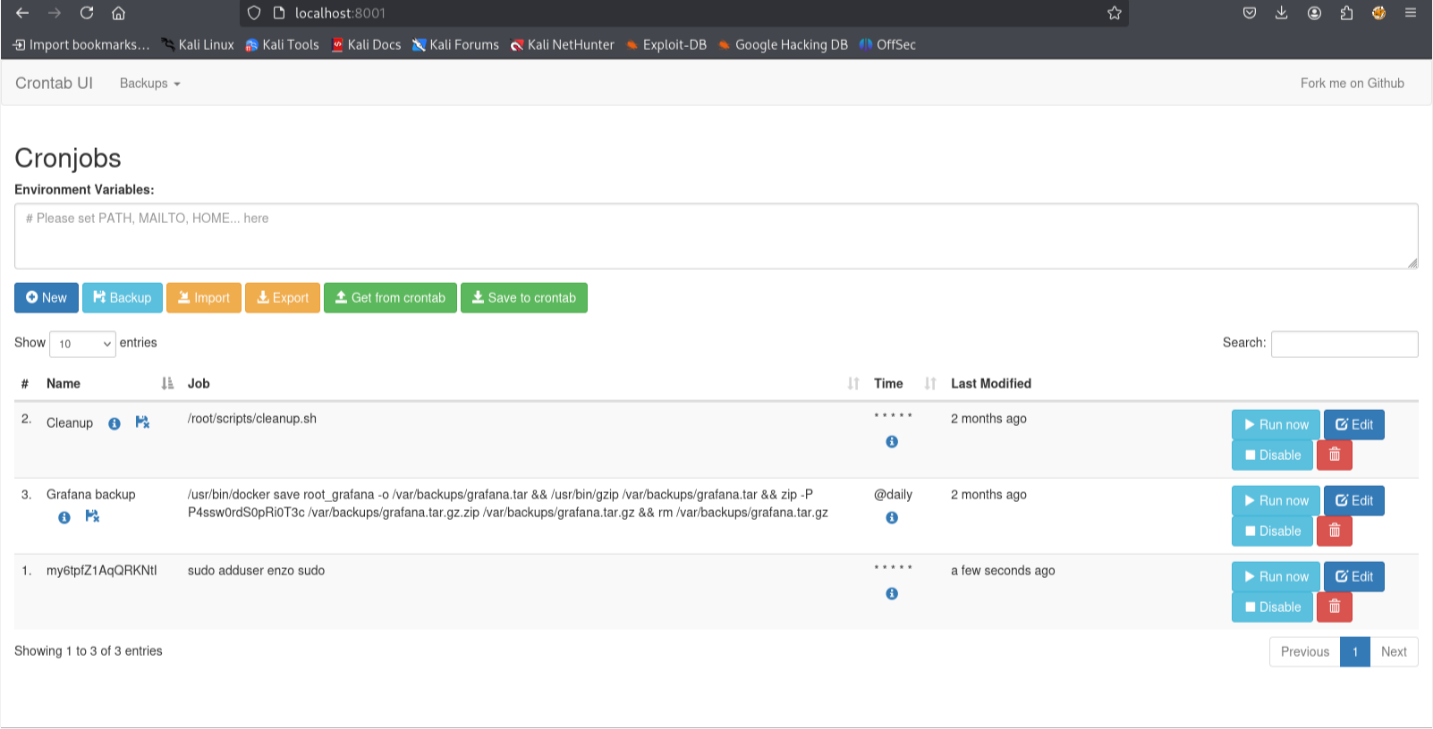 localhost:8001
Import bookmarks... Kali Linux Kali Tools Kali Docs Kali Forums Kali NetHunter Exploit-DB Google Hacking DB OffSec
Crontab UI Backups Fork me on Github
Cronjobs
Environment Variables:
# Please set PATH, MAILTO, HOME... here
New Backup Import Export Get from crontab Save to crontab
Show 10 entries Search:
# Name Job Time Last Modified
2. Cleanup /root/scripts/cleanup.sh * * * * * 2 months ago Run now Edit
Disable
3. Grafana backup /usr/bin/docker save root_grafana -o /var/backups/grafana.tar && /usr/bin/gzip /var/backups/grafana.tar && zip -P @daily 2 months ago Run now Edit
P4ssw0rdS0pRi0T3c /var/backups/grafana.tar.gz.zip /var/backups/grafana.tar.gz && rm /var/backups/grafana.tar.gz
Disable
1. my6tpfZ1AqQRKNtI sudo adduser enzo sudo * * * * * a few seconds ago Run now Edit
Disable
Showing 1 to 3 of 3 entries Previous 1 Next